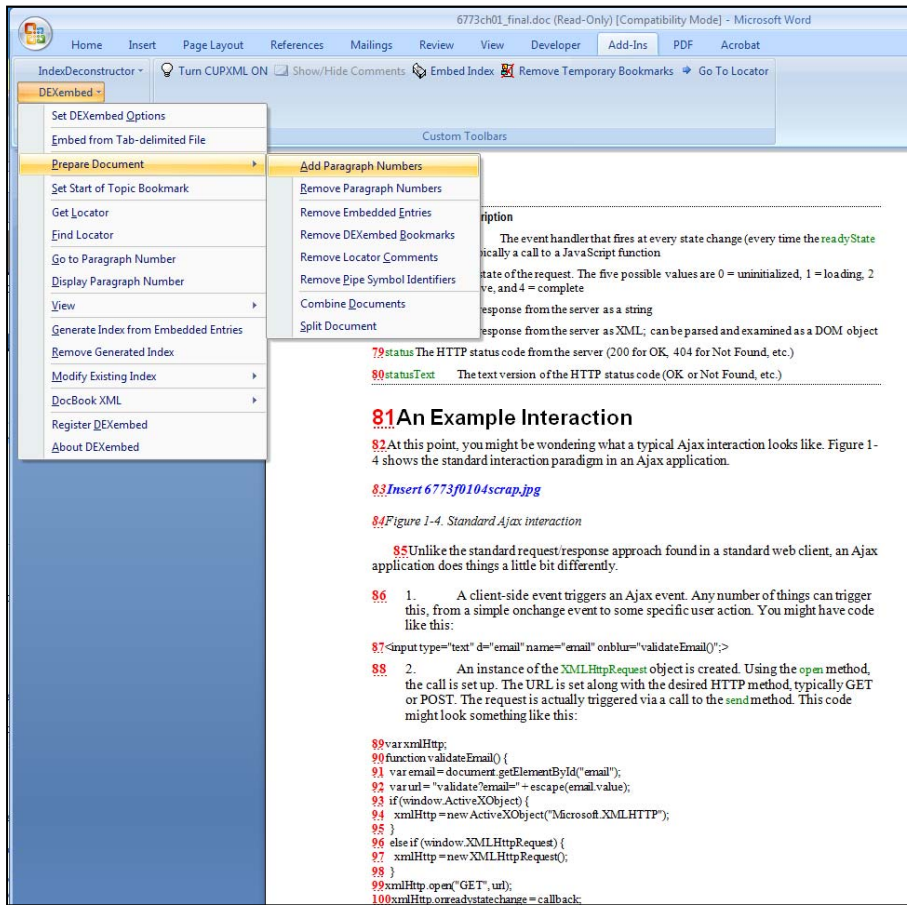 6773ch01_final.doc (Read-Only) [Compatibility Mode] - Microsoft Word
Home Insert Page Layout References Mailings Review View Developer Add-Ins PDF Acrobat
IndexDeconstructor Turn CUPXML ON Show/Hide Comments Embed Index Remove Temporary Bookmarks Go To Locator
DEXembed
Custom Toolbars
Set DEXembed Options
Embed from Tab-delimited File
Prepare Document
Set Start of Topic Bookmark
Get Locator
Find Locator
Go to Paragraph Number
Display Paragraph Number
View
Generate Index from Embedded Entries
Remove Generated Index
Modify Existing Index
DocBook XML
Register DEXembed
About DEXembed
Add Paragraph Numbers
Remove Paragraph Numbers
Remove Embedded Entries
Remove DEXembed Bookmarks
Remove Locator Comments
Remove Pipe Symbol Identifiers
Combine Documents
Split Document
ription
The event handler that fires at every state change (every time the readyState
ically a call to a JavaScript function
tate of the request. The five possible values are 0 = uninitialized, 1 = loading, 2
ve, and 4 = complete
response from the server as a string
response from the server as XML; can be parsed and examined as a DOM object
79status The HTTP status code from the server (200 for OK, 404 for Not Found, etc.)
80statusText The text version of the HTTP status code (OK or Not Found, etc.)
81An Example Interaction
82At this point, you might be wondering what a typical Ajax interaction looks like. Figure 1-
4 shows the standard interaction paradigm in an Ajax application.
83Insert 6773f0104scrap.jpg
84Figure 1-4. Standard Ajax interaction
85Unlike the standard request/response approach found in a standard web client, an Ajax
application does things a little bit differently.
86 1. A client-side event triggers an Ajax event. Any number of things can trigger
this, from a simple onchange event to some specific user action. You might have code
like this:
87<input type="text" d="email" name="email" onblur="validateEmail()";>
88 2. An instance of the XMLHttpRequest object is created. Using the open method,
the call is set up. The URL is set along with the desired HTTP method, typically GET
or POST. The request is actually triggered via a call to the send method. This code
might look something like this:
89var xmlHttp;
90function validateEmail() {
91 var email = document.getElementById("email");
92 var url = "validate?email=" + escape(email.value);
93 if (window.ActiveXObject) {
94 xmlHttp = new ActiveXObject("Microsoft.XMLHTTP");
95 }
96 else if (window.XMLHttpRequest) {
97 xmlHttp = new XMLHttpRequest();
98 }
99xmlHttp.open("GET", url);
100xmlHttp.onreadystatechange = callback;